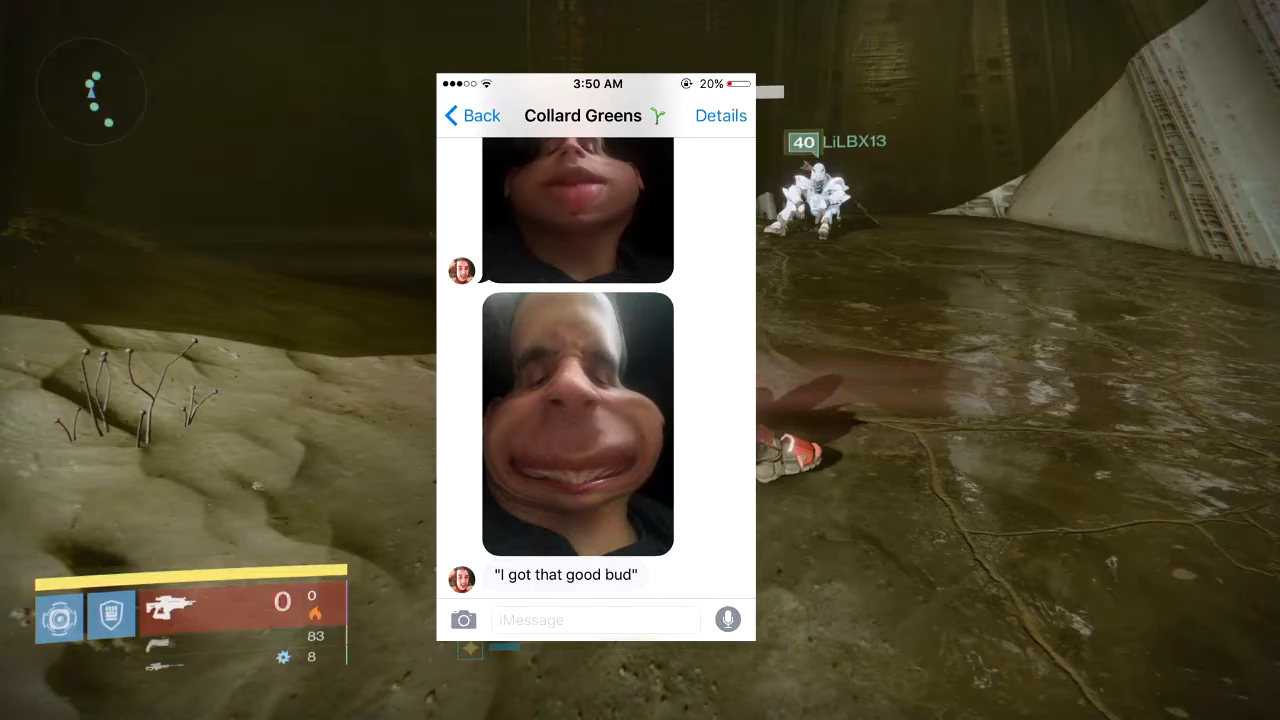 3:50 AM
20%
Back
Collard Greens
Details
40 LiLBX13
"I got that good bud"
0
0
83
8
iMessage